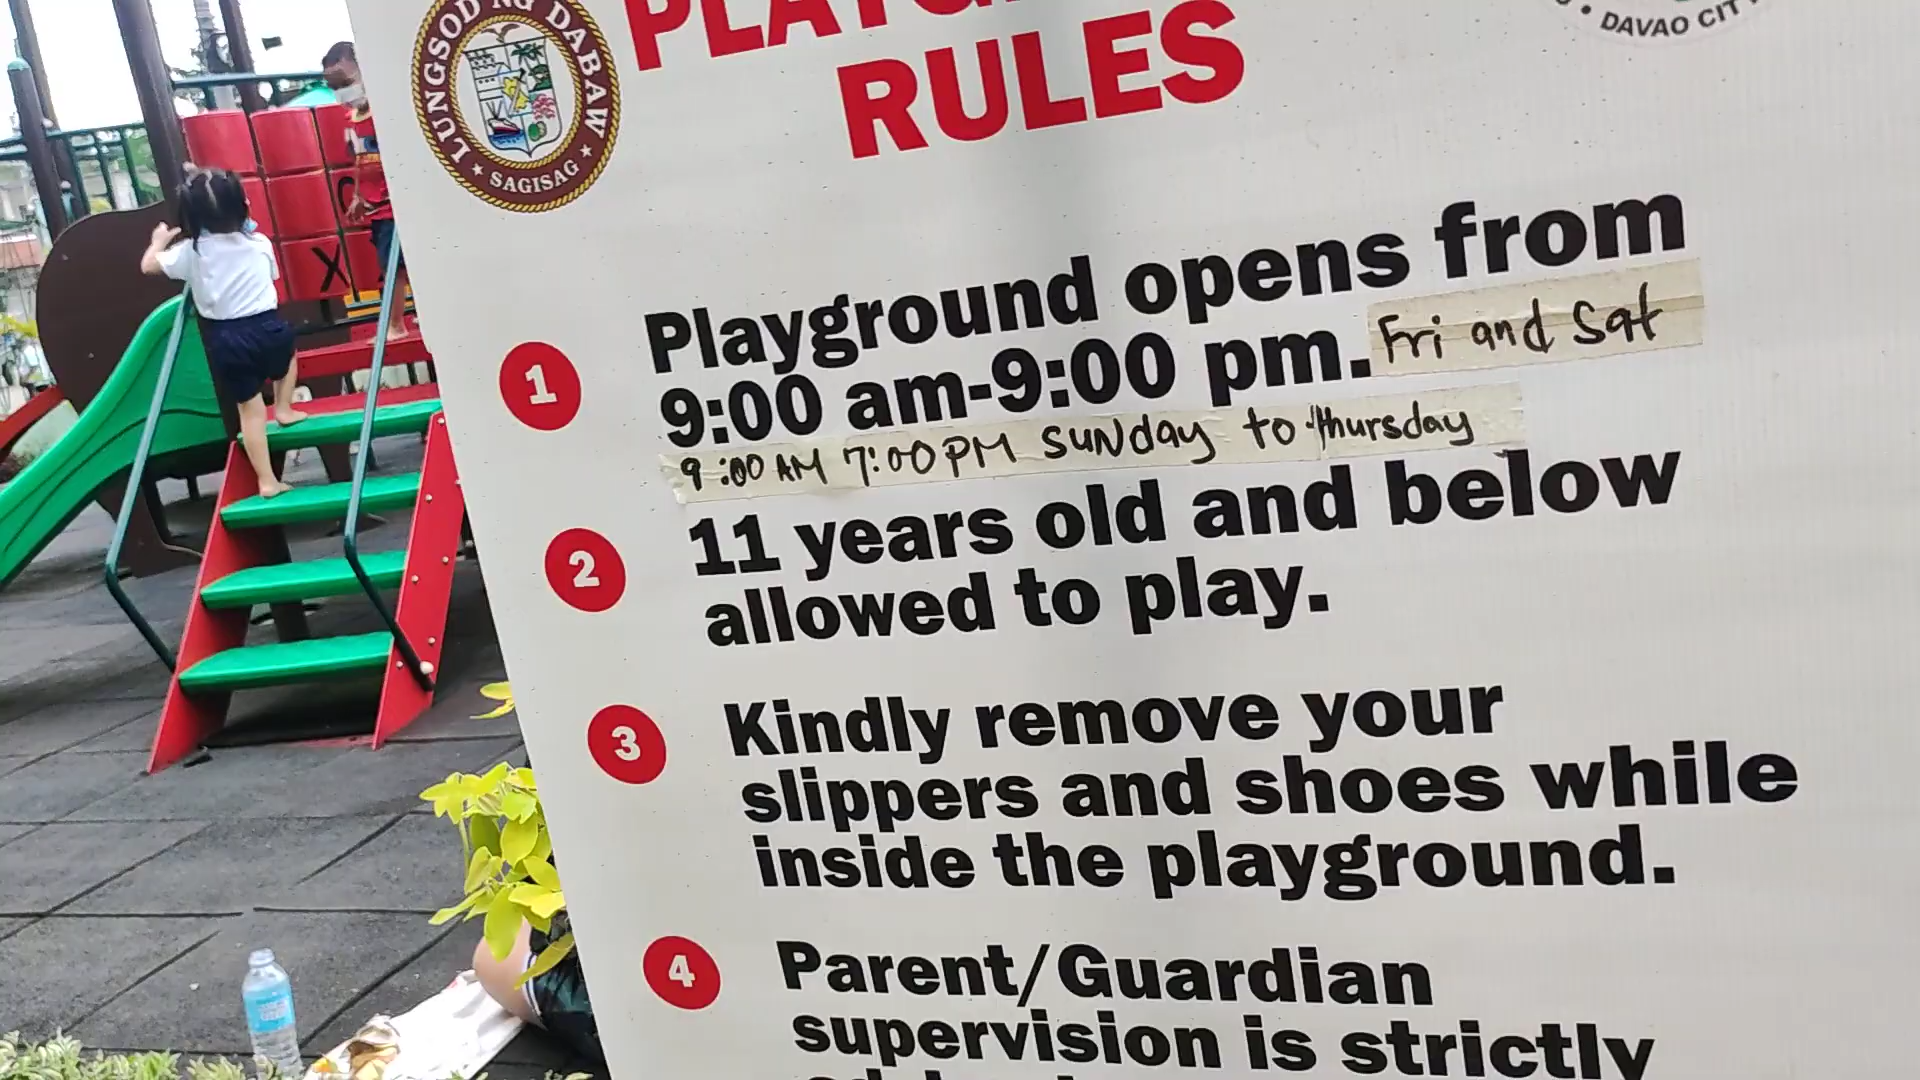 LUNGSOD NG DABAW
SAGISAG
DAVAO CITY
RULES
1
Playground opens from
9:00 am-9:00 pm. Fri and Sat
9:00 AM 7:00PM SUNday to thursday
2
11 years old and below
allowed to play.
3
Kindly remove your
slippers and shoes while
inside the playground.
4
Parent/Guardian
supervision is strictly
X